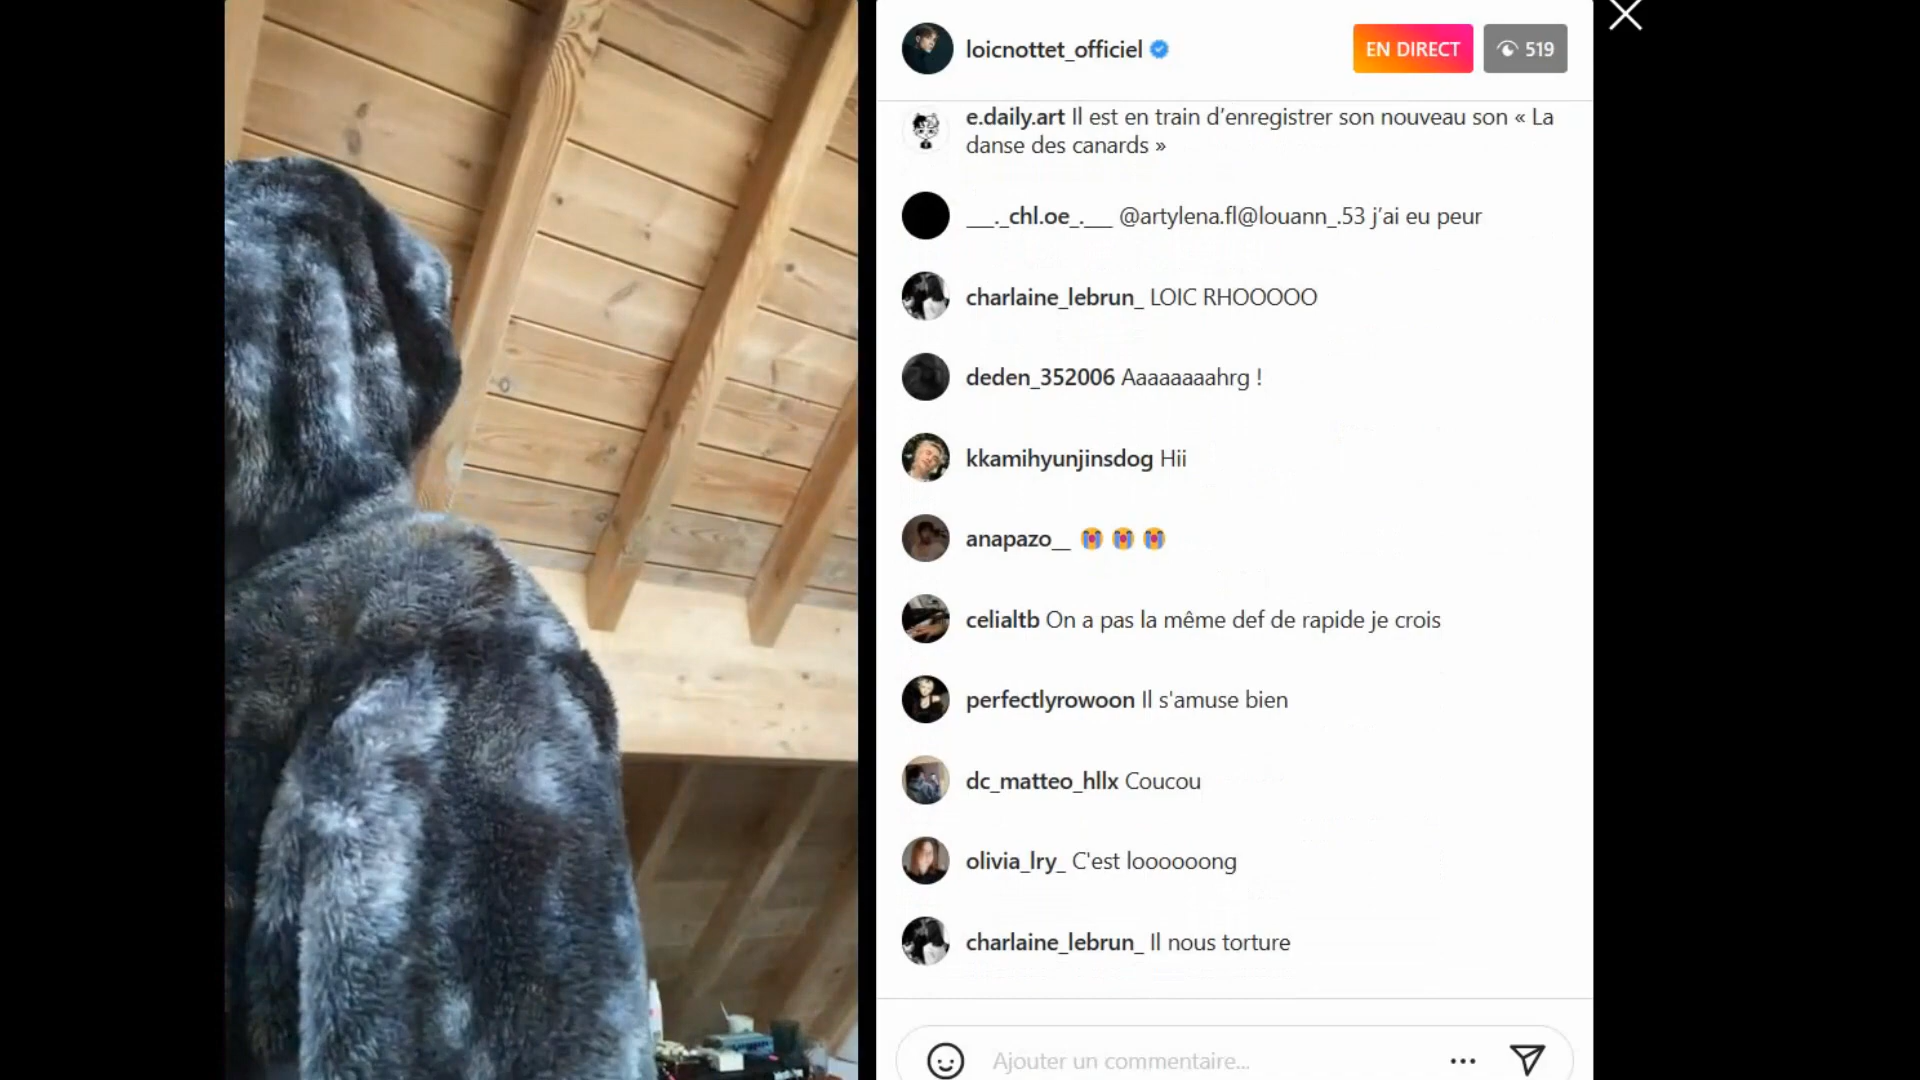 loicnottet_officiel
EN DIRECT
519
e.daily.art Il est en train d’enregistrer son nouveau son « La
danse des canards »
___._chl.oe_.___ @artylena.fl@louann_.53 j’ai eu peur
charlaine_lebrun_ LOIC RHOOOOO
deden_352006 Aaaaaaaahrg !
kkamihyunjinsdog Hii
anapazo__ 😭 😭 😭
celialtb On a pas la même def de rapide je crois
perfectlyrowoon Il s'amuse bien
dc_matteo_hllx Coucou
olivia_lry_ C'est loooooong
charlaine_lebrun_ Il nous torture
Ajouter un commentaire...